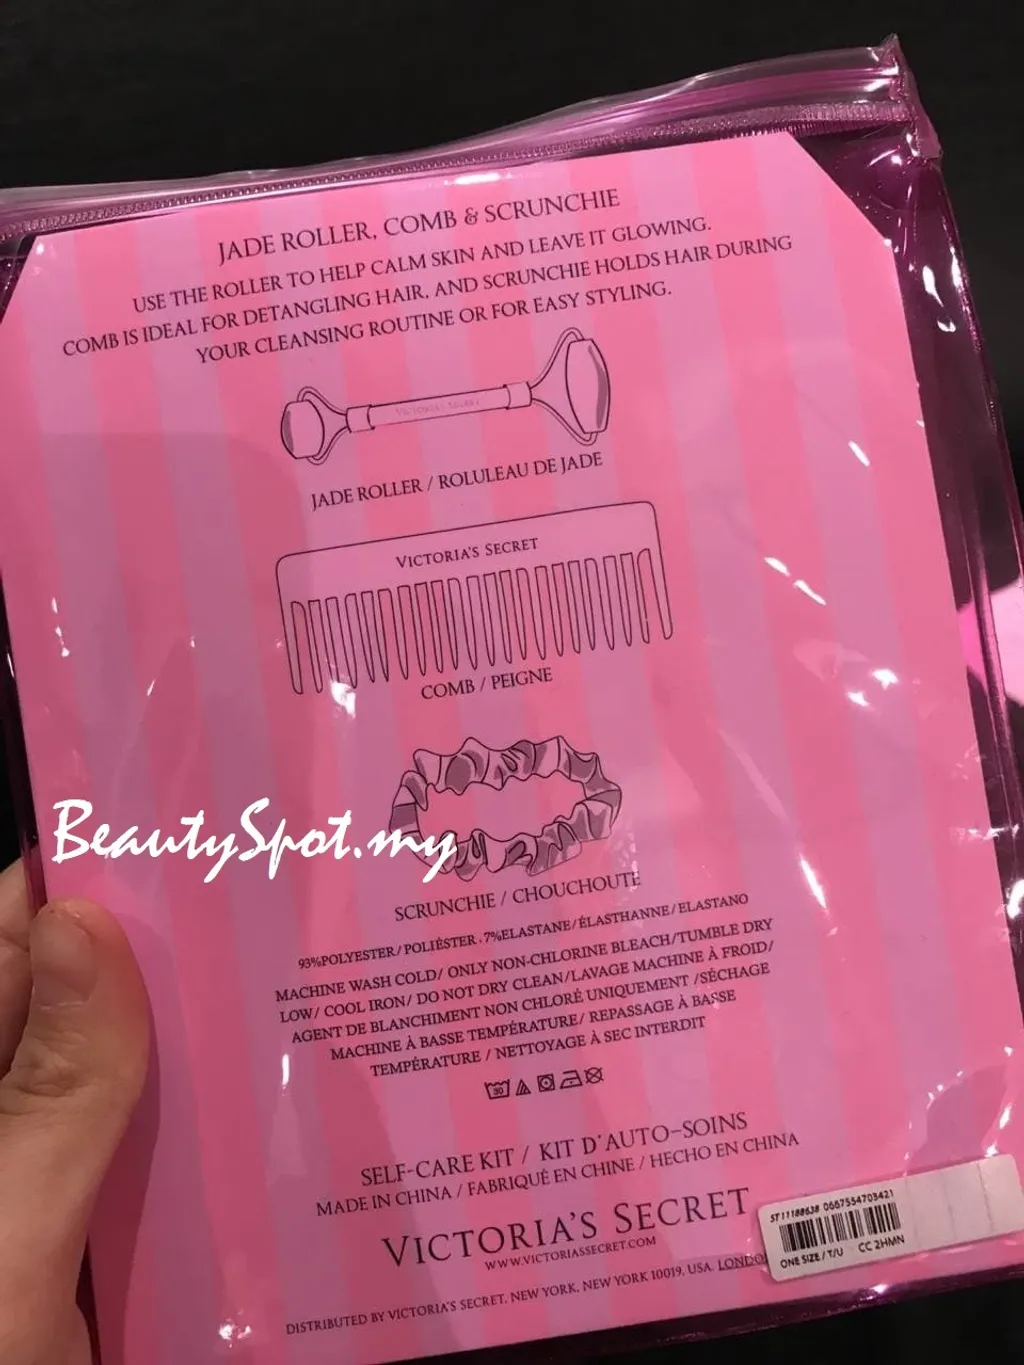 JADE ROLLER, COMB & SCRUNCHIE
USE THE ROLLER TO HELP CALM SKIN AND LEAVE IT GLOWING.
COMB IS IDEAL FOR DETANGLING HAIR, AND SCRUNCHIE HOLDS HAIR DURING
YOUR CLEANSING ROUTINE OR FOR EASY STYLING.
VICTORIA'S SECRET
JADE ROLLER / ROLULEAU DE JADE
VICTORIA'S SECRET
COMB / PEIGNE
BeautySpot.my
SCRUNCHIE / CHOUCHOUTE
93%POLYESTER/ POLIÉSTER . 7%ELASTANE/ÉLASTHANNE/ELASTANO
MACHINE WASH COLD/ ONLY NON-CHLORINE BLEACH/TUMBLE DRY
LOW/ COOL IRON/ DO NOT DRY CLEAN/LAVAGE MACHINE À FROID/
AGENT DE BLANCHIMENT NON CHLORÉ UNIQUEMENT /SÉCHAGE
MACHINE À BASSE TEMPÉRATURE/ REPASSAGE À BASSE
TEMPÉRATURE / NETTOYAGE À SEC INTERDIT
30
SELF-CARE KIT / KIT D'AUTO-SOINS
MADE IN CHINA / FABRIQUÉ EN CHINE / HECHO EN CHINA
VICTORIA'S SECRET
WWW.VICTORIASSECRET.COM
DISTRIBUTED BY VICTORIA'S SECRET, NEW YORK, NEW YORK 10019, USA. LONDO
ST11188638 0667554703421
ONE SIZE / T/U CC 2HMN